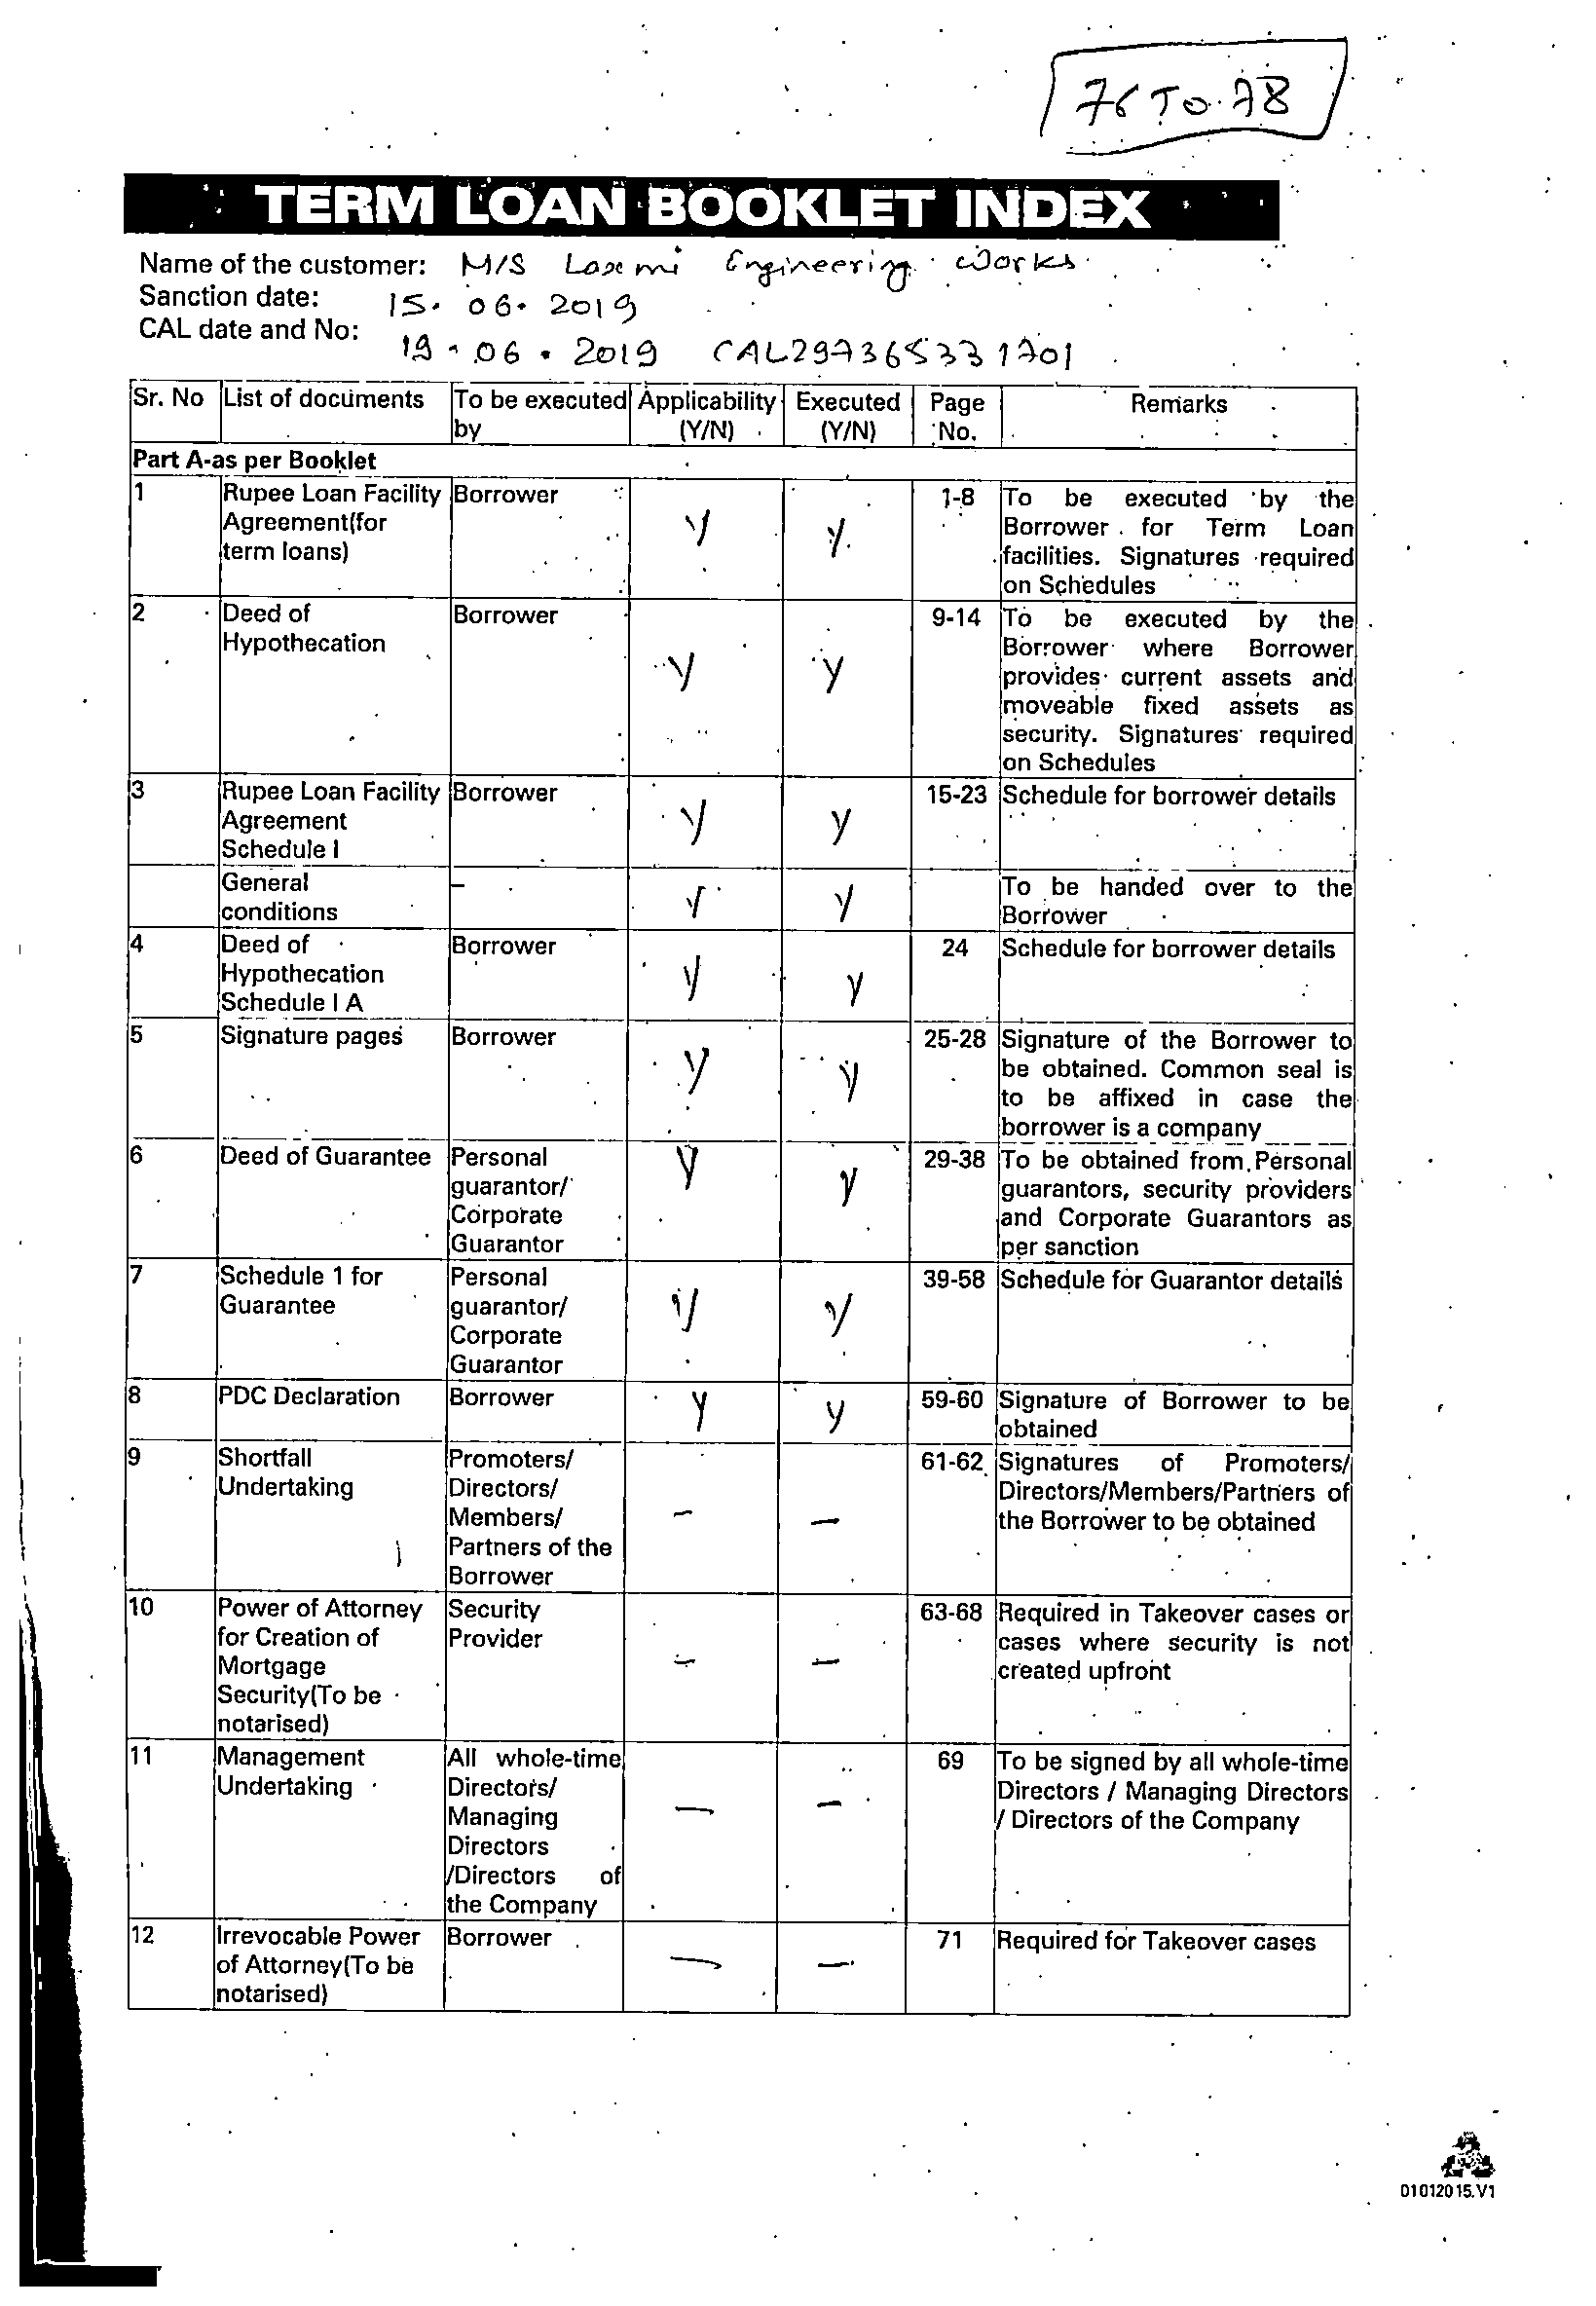 76 TO 78
TERM LOAN BOOKLET INDEX
Name of the customer: M/S Laxmi Engineering Works
Sanction date: 15. 06. 2019
CAL date and No: 19. 06. 2019 CAL297365331701
Sr. No List of documents To be executed by Applicability (Y/N) Executed (Y/N) Page No. Remarks
Part A-as per Booklet
1 Rupee Loan Facility Agreement(for term loans) Borrower Y Y 1-8 To be executed by the Borrower for Term Loan facilities. Signatures required on Schedules
2 Deed of Hypothecation Borrower Y Y 9-14 To be executed by the Borrower where Borrower provides current assets and moveable fixed assets as security. Signatures required on Schedules
3 Rupee Loan Facility Agreement Schedule I Borrower Y Y 15-23 Schedule for borrower details
General conditions – Y Y To be handed over to the Borrower
4 Deed of Hypothecation Schedule I A Borrower Y Y 24 Schedule for borrower details
5 Signature pages Borrower Y Y 25-28 Signature of the Borrower to be obtained. Common seal is to be affixed in case the borrower is a company
6 Deed of Guarantee Personal guarantor/ Corporate Guarantor Y Y 29-38 To be obtained from Personal guarantors, security providers and Corporate Guarantors as per sanction
7 Schedule 1 for Guarantee Personal guarantor/ Corporate Guarantor Y Y 39-58 Schedule for Guarantor details
8 PDC Declaration Borrower Y Y 59-60 Signature of Borrower to be obtained
9 Shortfall Undertaking Promoters/ Directors/ Members/ Partners of the Borrower – – 61-62 Signatures of Promoters/ Directors/Members/Partners of the Borrower to be obtained
10 Power of Attorney for Creation of Mortgage Security(To be notarised) Security Provider – – 63-68 Required in Takeover cases or cases where security is not created upfront
11 Management Undertaking All whole-time Directors/ Managing Directors /Directors of the Company – – 69 To be signed by all whole-time Directors / Managing Directors / Directors of the Company
12 Irrevocable Power of Attorney(To be notarised) Borrower – – 71 Required for Takeover cases
01012015.V1